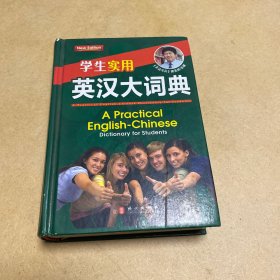 New Edition
学生实用
英汉大词典
A Practical
English-Chinese
Dictionary for Students